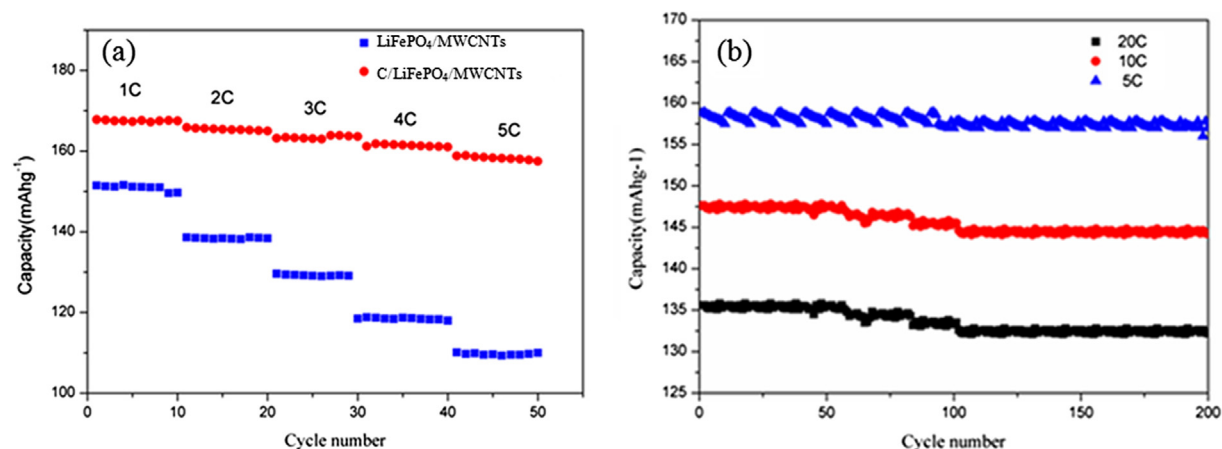 (a)
LiFePO₄/MWCNTs
C/LiFePO₄/MWCNTs
1C
2C
3C
4C
5C
180
160
140
120
100
Capacity(mAhg⁻¹)
0
10
20
30
40
50
Cycle number
(b)
20C
10C
5C
170
165
160
155
150
145
140
135
130
125
Capacity(mAhg-1)
0
50
100
150
200
Cycle number